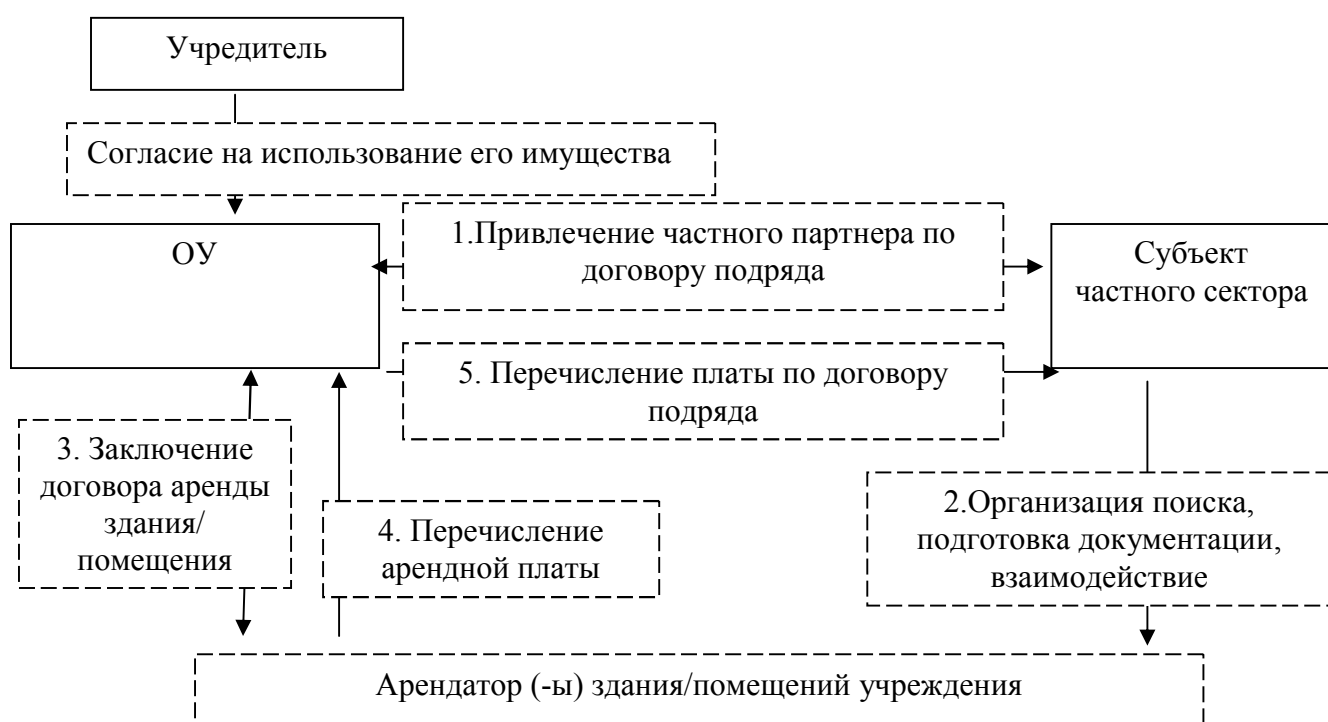 Учредитель
Согласие на использование его имущества
ОУ
1.Привлечение частного партнера по
договору подряда
Субъект
частного сектора
5. Перечисление платы по договору
подряда
3. Заключение
договора аренды
здания/
помещения
4. Перечисление
арендной платы
2.Организация поиска,
подготовка документации,
взаимодействие
Арендатор (-ы) здания/помещений учреждения